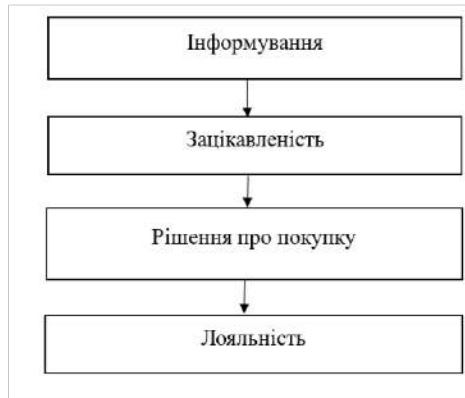 Інформування
Зацікавленість
Рішення про покупку
Лояльність